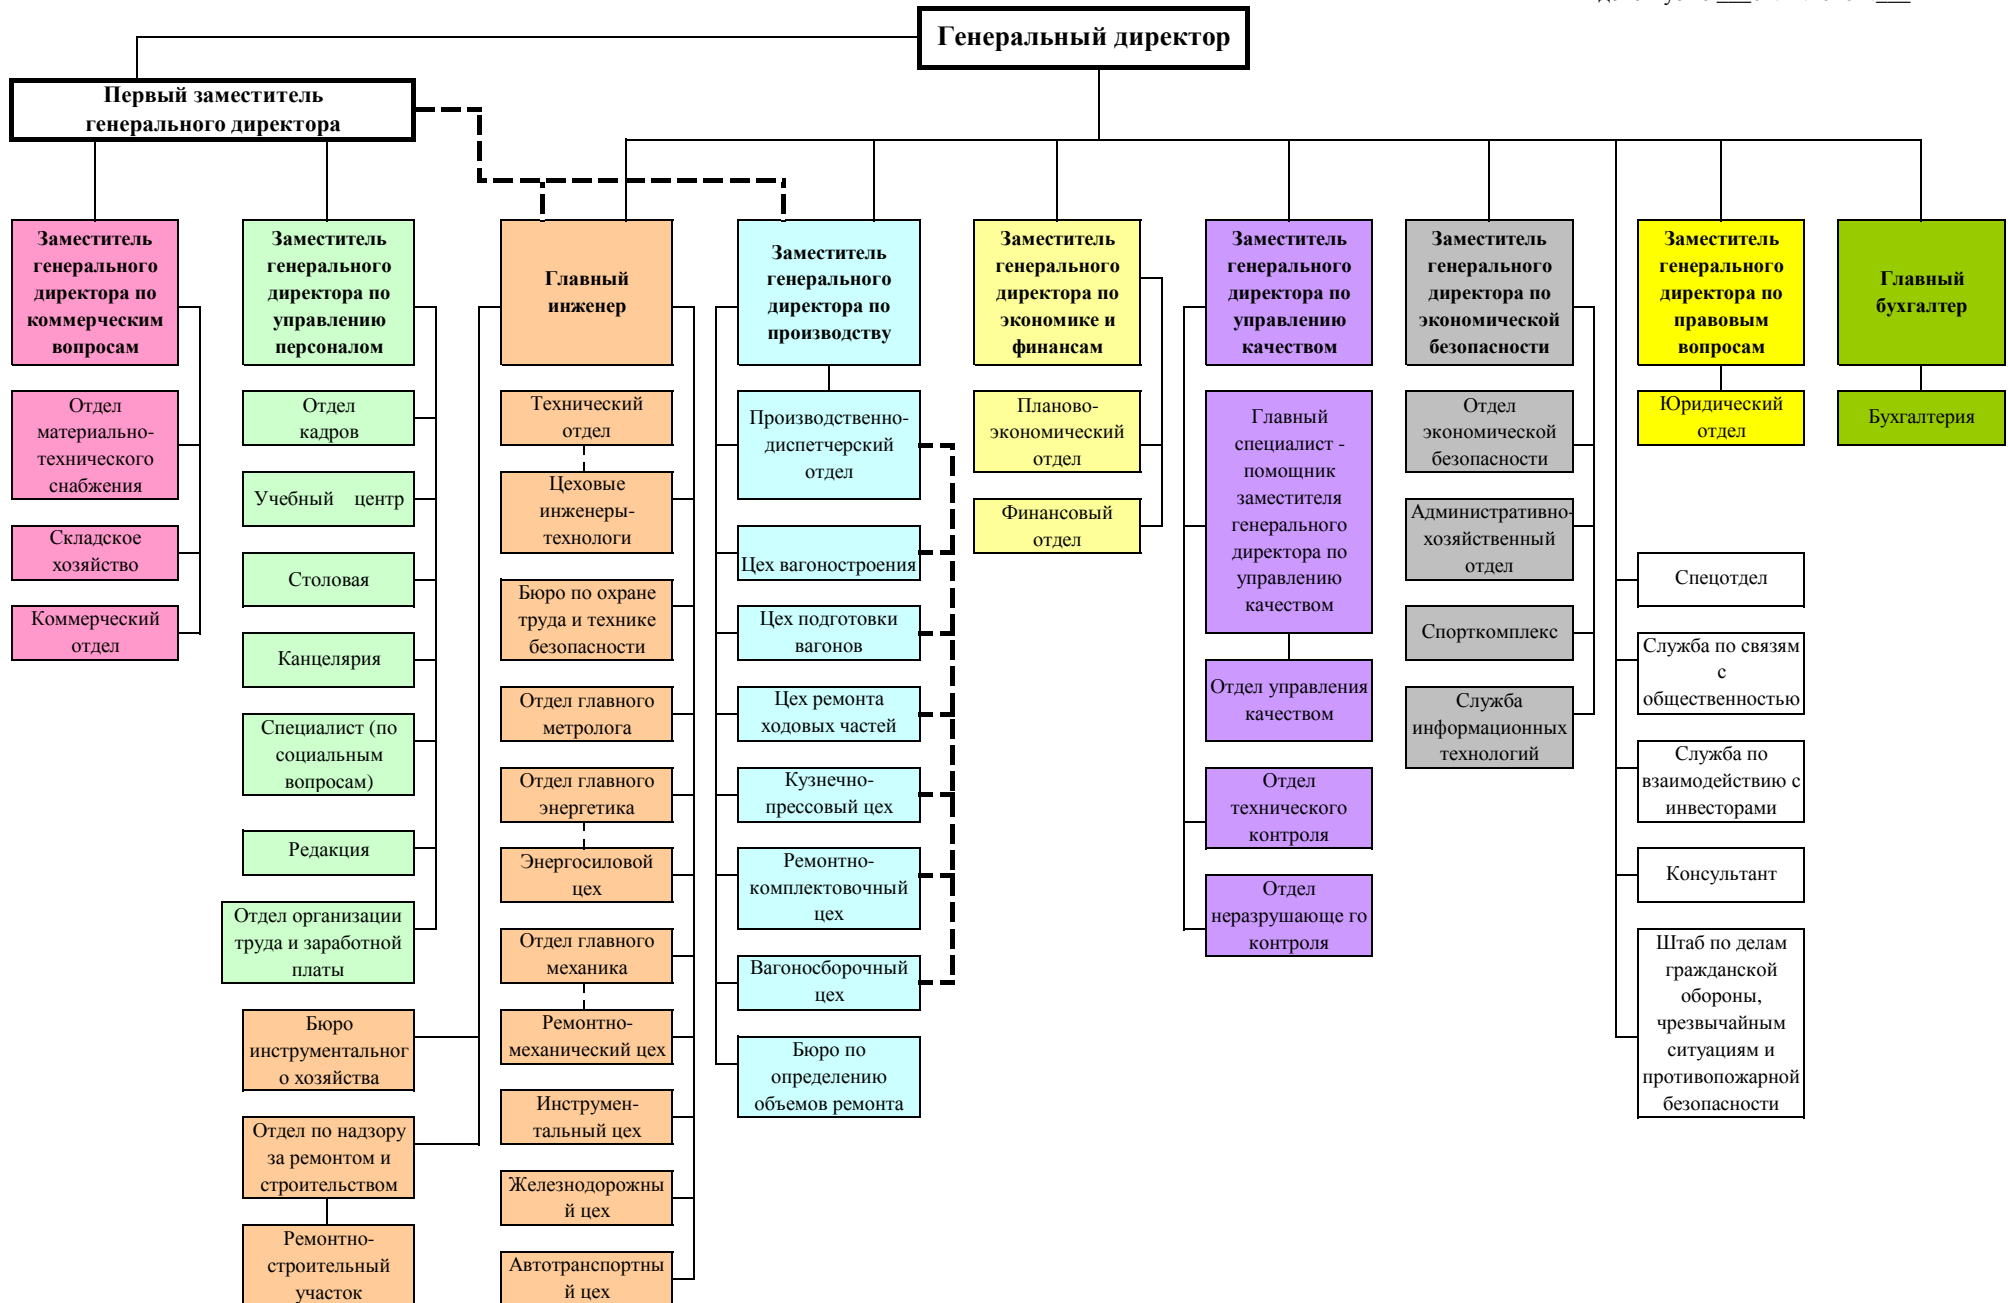 Генеральный директор
Первый заместитель
генерального директора
Заместитель
генерального
директора по
коммерческим
вопросам
Отдел
материально-
технического
снабжения
Складское
хозяйство
Коммерческий
отдел
Заместитель
генерального
директора по
управлению
персоналом
Отдел
кадров
Учебный центр
Столовая
Канцелярия
Специалист (по
социальным
вопросам)
Редакция
Отдел организации
труда и заработной
платы
Бюро
инструментальног
о хозяйства
Отдел по надзору
за ремонтом и
строительством
Ремонтно-
строительный
участок
Главный
инженер
Технический
отдел
Цеховые
инженеры-
технологи
Бюро по охране
труда и технике
безопасности
Отдел главного
метролога
Отдел главного
энергетика
Энергосиловой
цех
Отдел главного
механика
Ремонтно-
механический цех
Инструмен-
тальный цех
Железнодорожны
й цех
Автотранспортны
й цех
Заместитель
генерального
директора по
производству
Производственно-
диспетчерский
отдел
Цех вагоностроения
Цех подготовки
вагонов
Цех ремонта
ходовых частей
Кузнечно-
прессовый цех
Ремонтно-
комплектовочный
цех
Вагоносборочный
цех
Бюро по
определению
объемов ремонта
Заместитель
генерального
директора по
экономике и
финансам
Планово-
экономический
отдел
Финансовый
отдел
Заместитель
генерального
директора по
управлению
качеством
Главный
специалист -
помощник
заместителя
генерального
директора по
управлению
качеством
Отдел управления
качеством
Отдел
технического
контроля
Отдел
неразрушающе го
контроля
Заместитель
генерального
директора по
экономической
безопасности
Отдел
экономической
безопасности
Административно-
хозяйственный
отдел
Спорткомплекс
Служба
информационных
технологий
Заместитель
генерального
директора по
правовым
вопросам
Юридический
отдел
Спецотдел
Служба по связям
с
общественностью
Служба по
взаимодействию с
инвесторами
Консультант
Штаб по делам
гражданской
обороны,
чрезвычайным
ситуациям и
противопожарной
безопасности
Главный
бухгалтер
Бухгалтерия